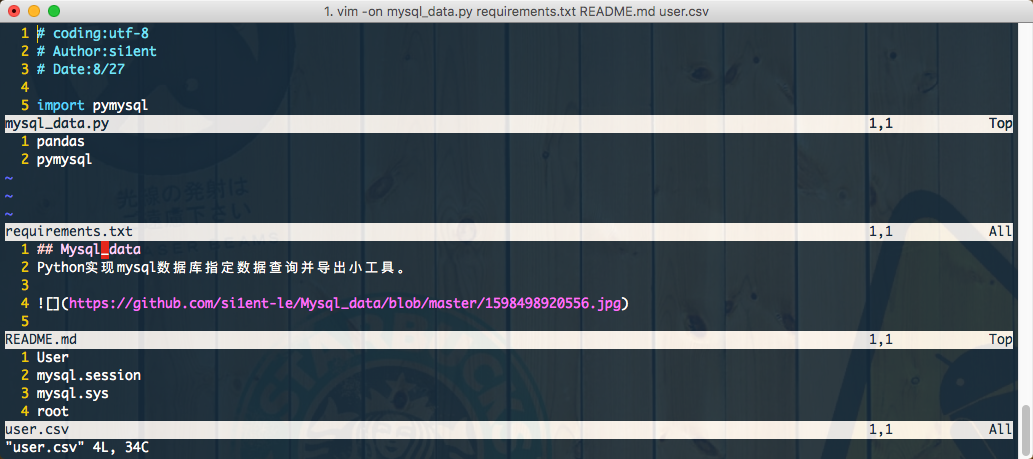 1. vim -on mysql_data.py requirements.txt README.md user.csv
1 # coding:utf-8
2 # Author:si1ent
3 # Date:8/27
4
5 import pymysql
mysql_data.py 1,1 Top
1 pandas
2 pymysql
~
~
~
requirements.txt 1,1 All
1 ## Mysql_data
2 Python实现mysql数据库指定数据查询并导出小工具。
3
4 ![](https://github.com/si1ent-le/Mysql_data/blob/master/1598498920556.jpg)
5
README.md 1,1 Top
1 User
2 mysql.session
3 mysql.sys
4 root
user.csv 1,1 All
"user.csv" 4L, 34C